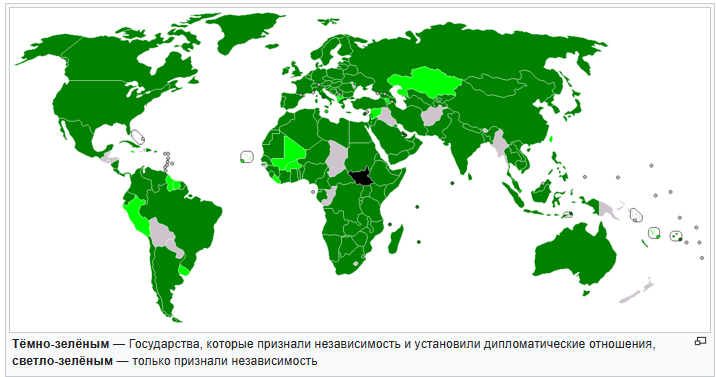 Тёмно-зелёным — Государства, которые признали независимость и установили дипломатические отношения,
светло-зелёным — только признали независимость